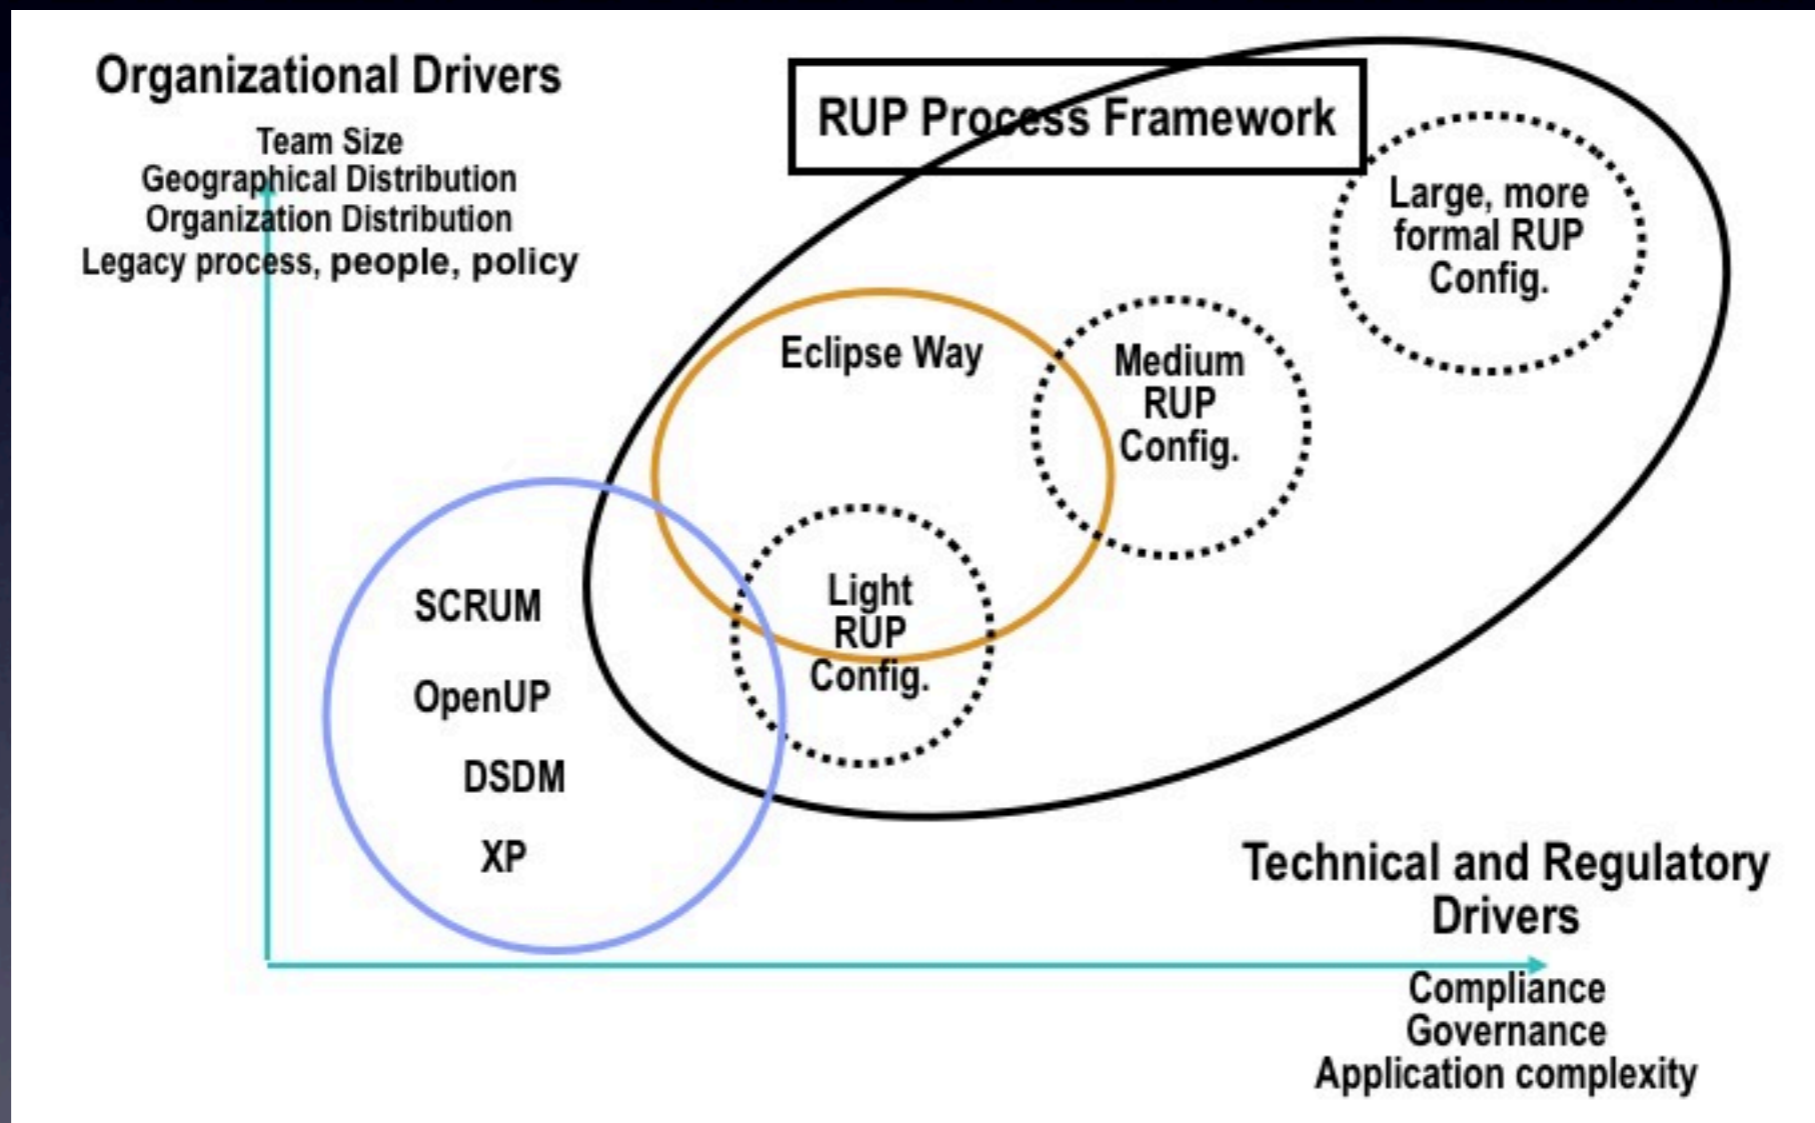 Organizational Drivers
Team Size
Geographical Distribution
Organization Distribution
Legacy process, people, policy
RUP Process Framework
Large, more
formal RUP
Config.
Eclipse Way
Medium
RUP
Config.
Light
RUP
Config.
SCRUM
OpenUP
DSDM
XP
Technical and Regulatory
Drivers
Compliance
Governance
Application complexity